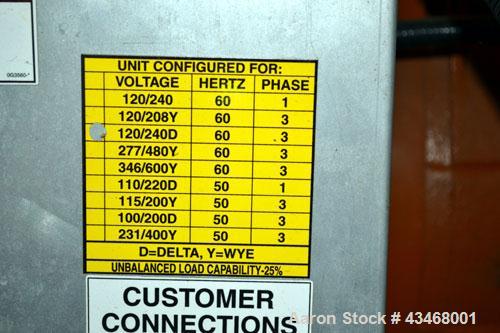 0G3560-*
UNIT CONFIGURED FOR:
VOLTAGE HERTZ PHASE
120/240 60 1
120/208Y 60 3
120/240D 60 3
277/480Y 60 3
346/600Y 60 3
110/220D 50 1
115/200Y 50 3
100/200D 50 3
231/400Y 50 3
D=DELTA, Y=WYE
UNBALANCED LOAD CAPABILITY-25%
CUSTOMER
CONNECTIONS
Aaron Stock # 43468001